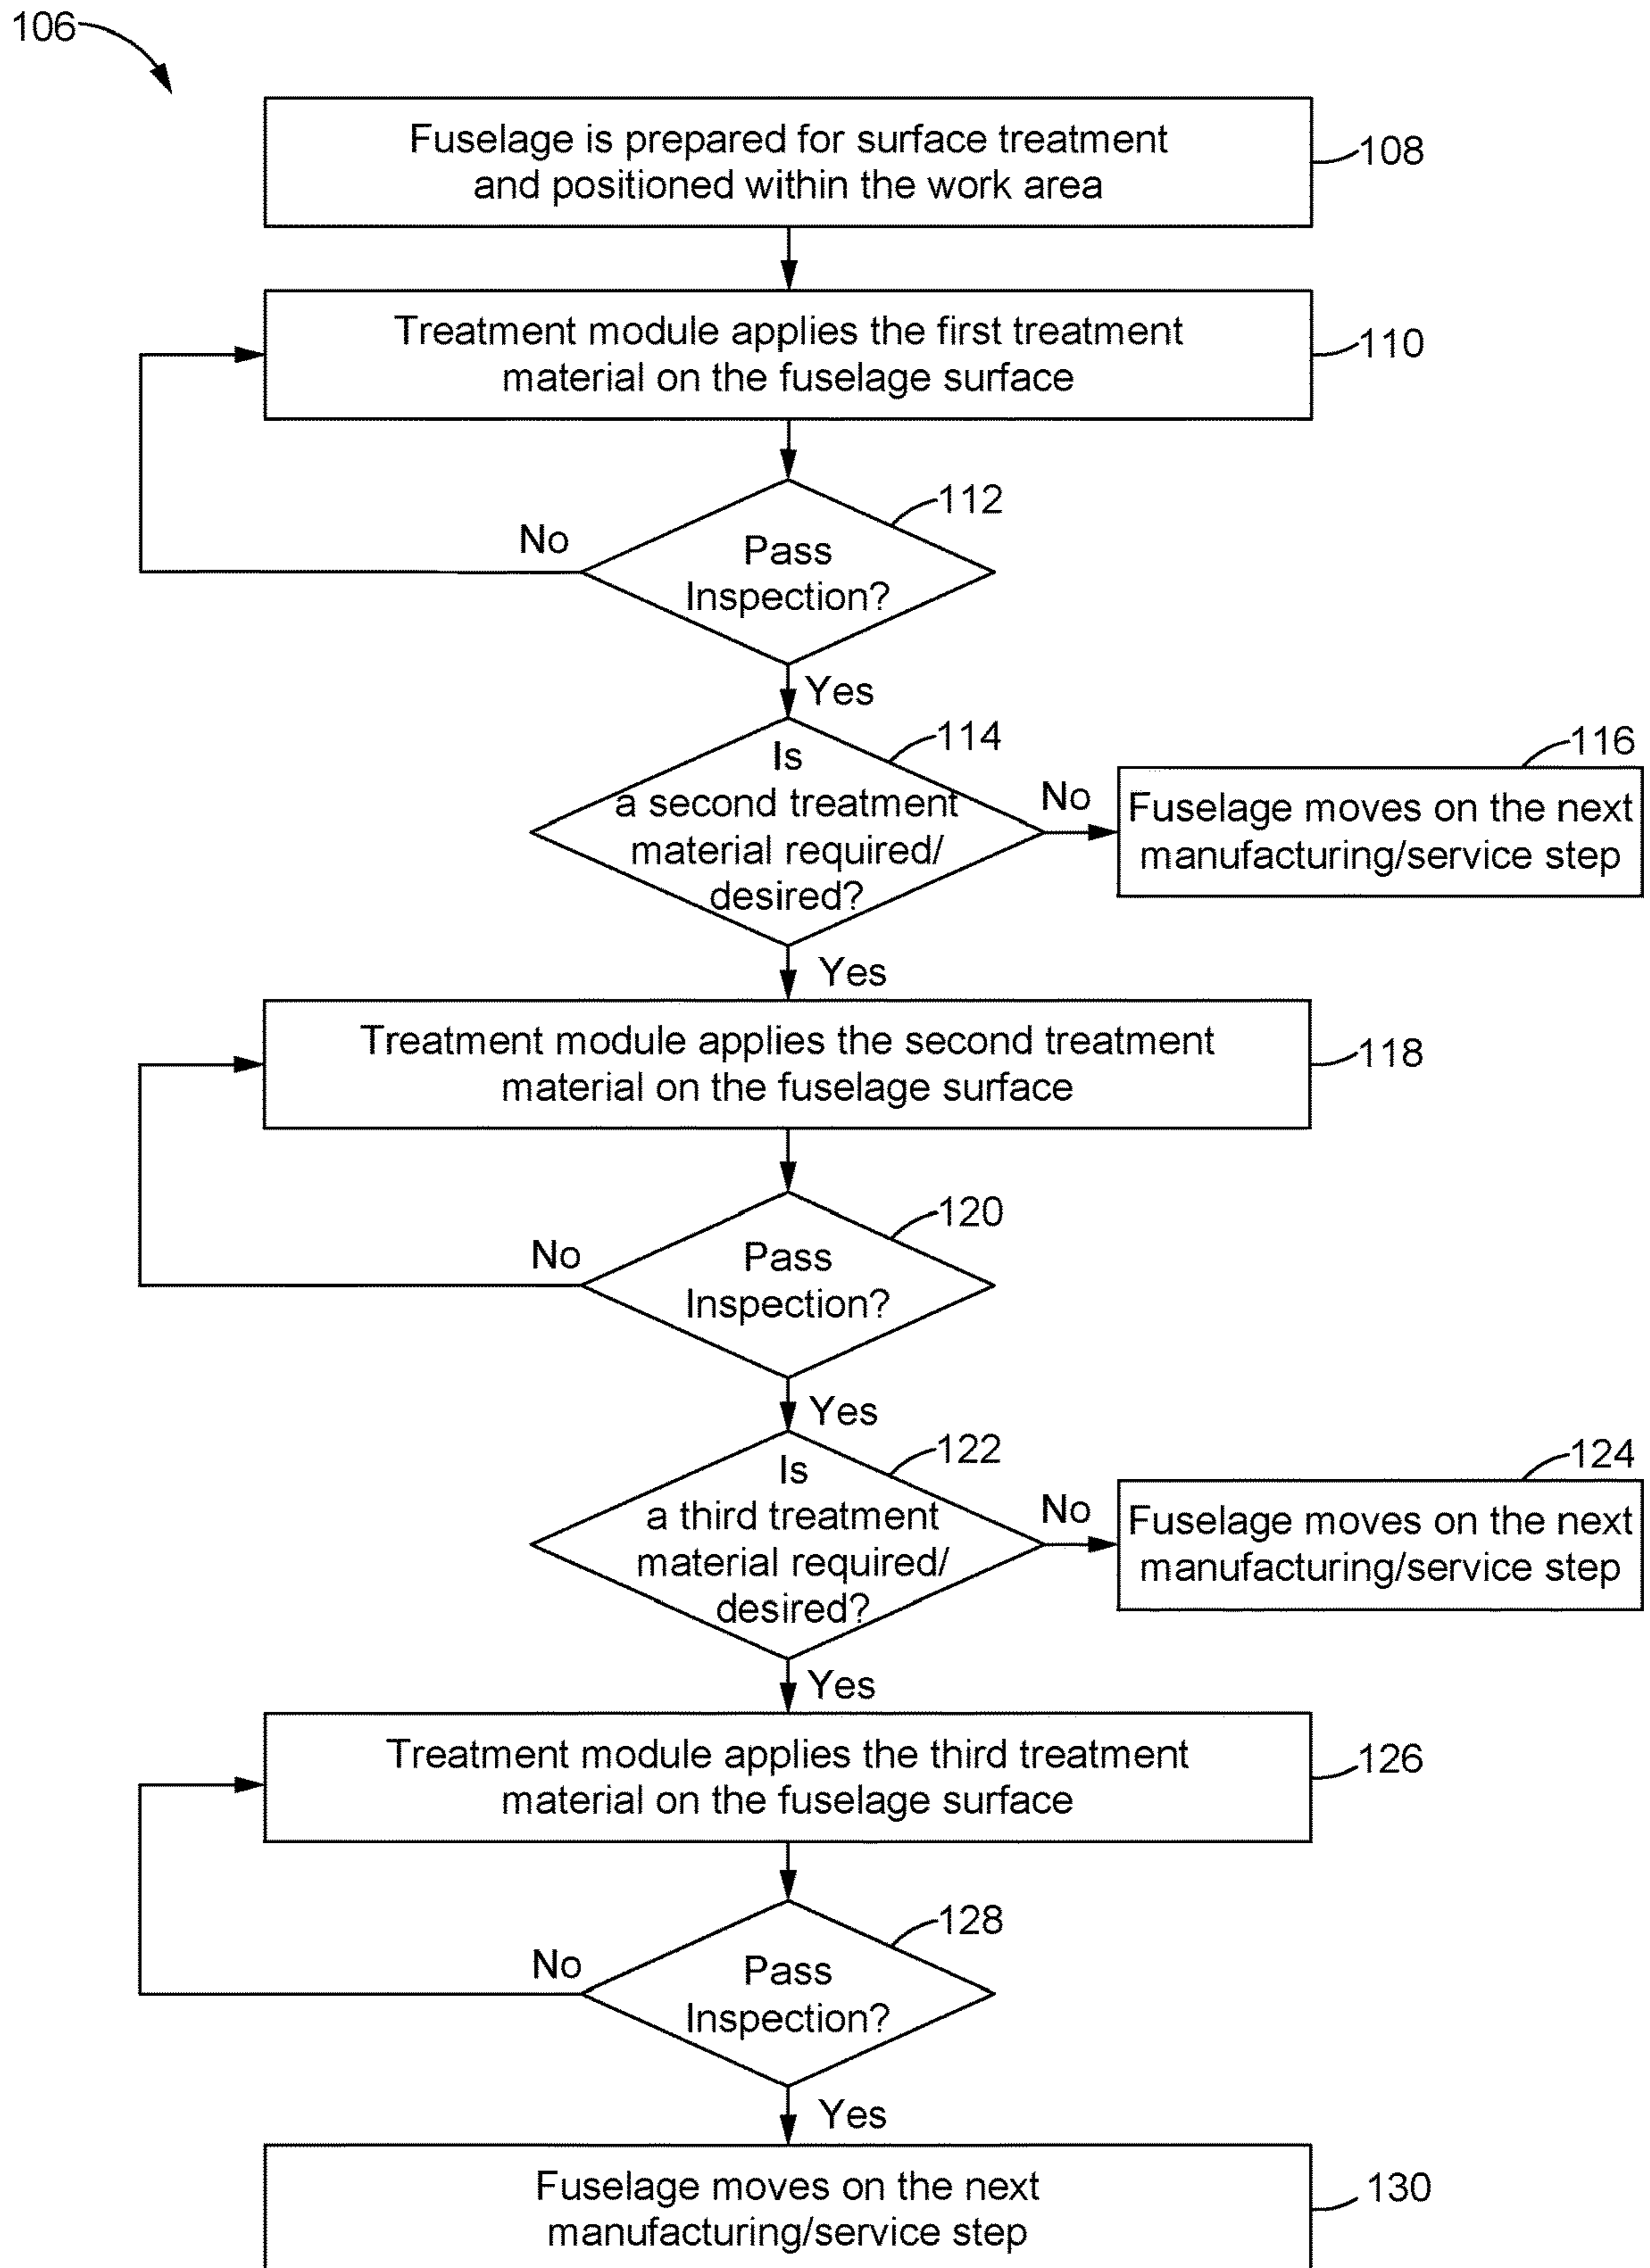 106
Fuselage is prepared for surface treatment
and positioned within the work area
108
Treatment module applies the first treatment
material on the fuselage surface
110
112
No
Pass
Inspection?
Yes
114
Is
a second treatment
material required/
desired?
No
116
Fuselage moves on the next
manufacturing/service step
Yes
Treatment module applies the second treatment
material on the fuselage surface
118
120
No
Pass
Inspection?
Yes
122
Is
a third treatment
material required/
desired?
No
124
Fuselage moves on the next
manufacturing/service step
Yes
Treatment module applies the third treatment
material on the fuselage surface
126
128
No
Pass
Inspection?
Yes
Fuselage moves on the next
manufacturing/service step
130